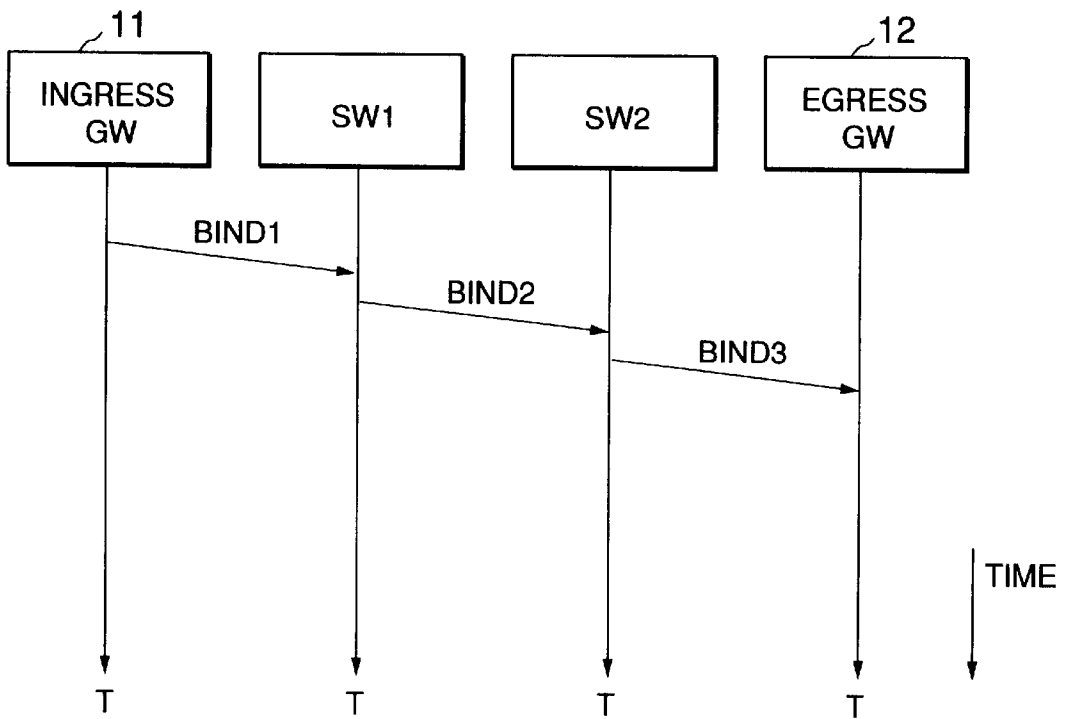 11
12
INGRESS
GW
SW1
SW2
EGRESS
GW
BIND1
BIND2
BIND3
TIME
T
T
T
T